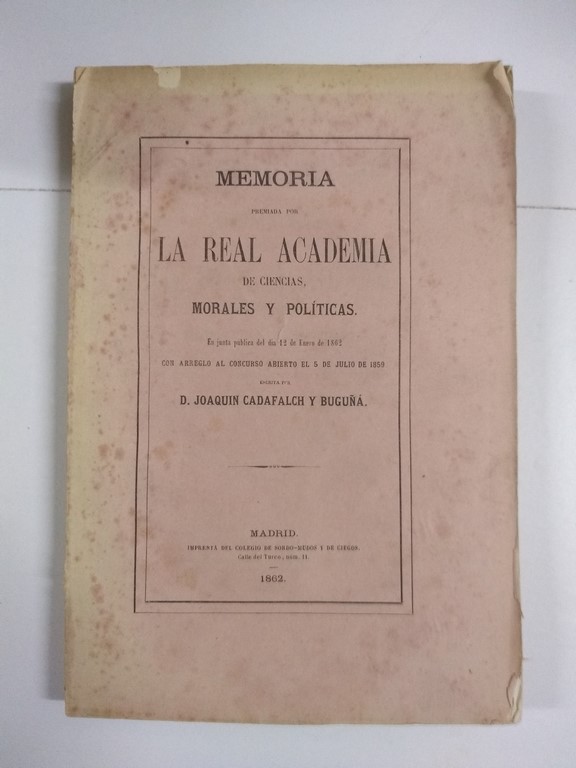 MEMORIA
PREMIADA POR
LA REAL ACADEMIA
DE CIENCIAS,
MORALES Y POLÍTICAS.
En junta pública del dia 12 de Enero de 1862
CON ARREGLO AL CONCURSO ABIERTO EL 5 DE JULIO DE 1859
ESCRITA POR
D. JOAQUIN CADAFALCH Y BUGUÑÁ.
MADRID.
IMPRENTA DEL COLEGIO DE SORDO-MUDOS Y DE CIEGOS.
Calle del Turco, núm. 11.
1862.